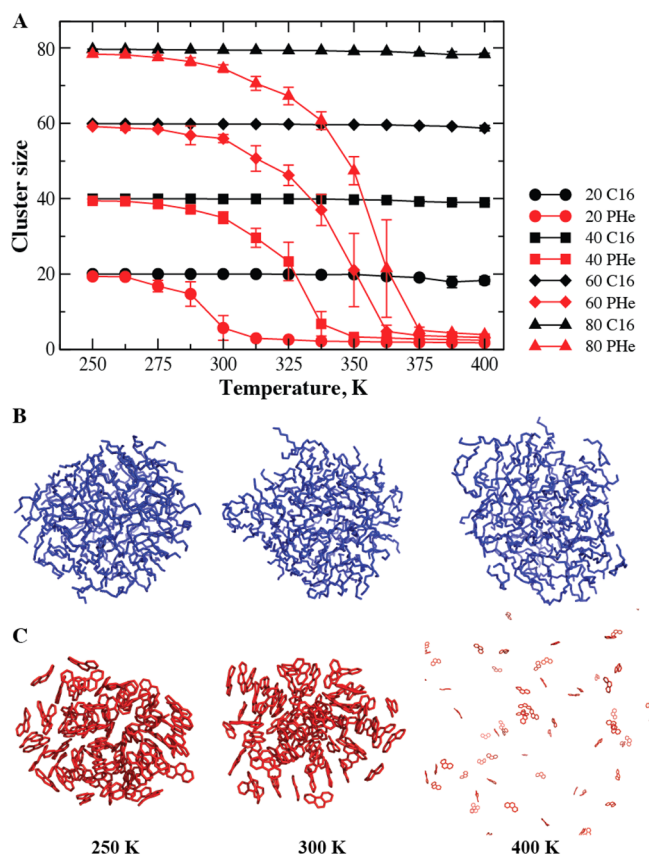 A
80
60
40
20
0
Cluster size
250 275 300 325 350 375 400
Temperature, K
20 C16
20 PHe
40 C16
40 PHe
60 C16
60 PHe
80 C16
80 PHe
B
C
250 K 300 K 400 K